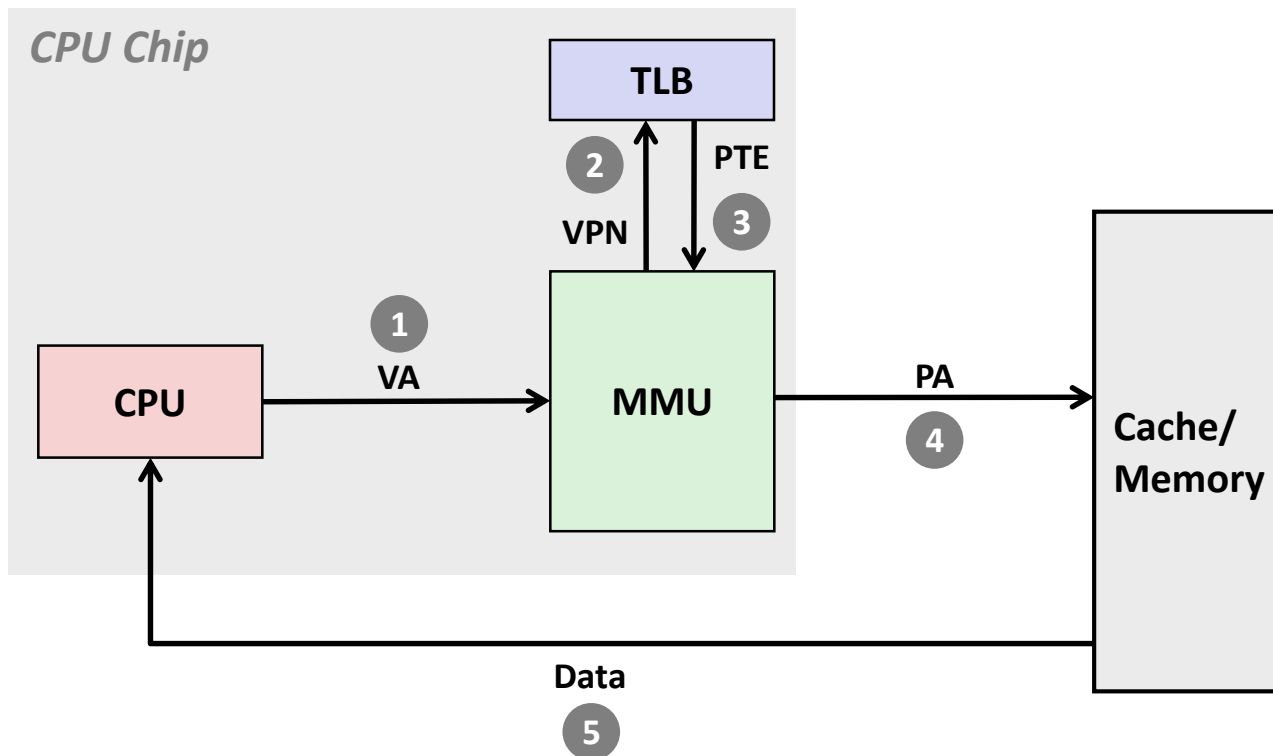 CPU Chip
TLB
2
PTE
VPN
3
1
VA
CPU
MMU
PA
4
Cache/
Memory
Data
5